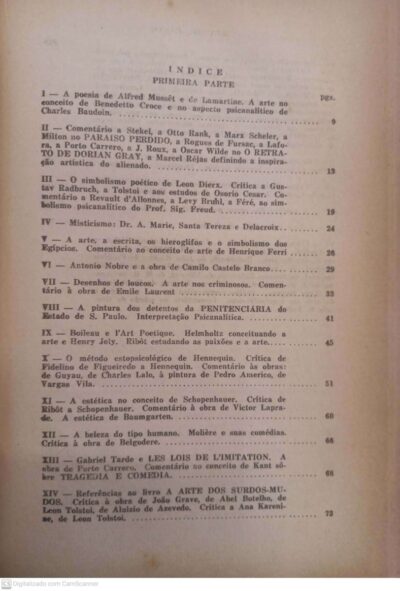 INDICE
PRIMEIRA PARTE
pgs.
I — A poesia de Alfred Mussêt e de Lamartine. A arte no
conceito de Benedetto Croce e no aspecto psicanalítico de
Charles Bauduin. 9
II — Comentário a Stekel, a Otto Rank, a Marx Scheler, a
Milton no PARAISO PERDIDO, a Rogues de Fursac, a Lafo-
ra, a Porto Carrero, a J. Roux, a Oscar Wilde no O RETRA-
TO DE DORIAN GRAY, a Marcel Réjas definindo a inspira-
ção artística do alienado. 13
III — O simbolismo poético de Leon Dierx. Crítica a Gus-
tav Radbruch, a Tolstoi e aos estudos de Osorio Cesar. Co-
mentário a Revault d'Allonnes, a Levy Bruhl, a Féré, no sim-
bolismo psicanalítico do Prof. Sig. Freud. 19
IV — Misticismo: Dr. A. Marie, Santa Tereza e Delacroix.. 24
V — A arte, a escrita, os hieroglifos e o simbolismo dos
Egípcios. Comentário ao conceito de arte de Henrique Ferri 26
VI — Antonio Nobre e a obra de Camilo Castelo Branco.. 29
VII — Desenhos de loucos. A arte nos criminosos. Comen-
tário à obra de Emile Laurent 33
VIII — A pintura dos detentos da PENITENCIÁRIA do
Estado de S. Paulo. Interpretação Psicanalítica. 41
IX — Boileau e l'Art Poetique. Helmholtz conceituando a
arte e Henry Joly. Ribôt estudando as paixões e a arte. 45
X — O método estopsicológico de Hennequin. Crítica de
Fidelino de Figueiredo a Hennequin. Comentário às obras:
de Guyau, de Charles Lalo, à pintura de Pedro Americo, de
Vargas Vila. 51
XI — A estética no conceito de Schopenhauer. Crítica de
Ribôt a Schopenhauer. Comentário à obra de Victor Lapra-
de. A estética de Baumgarten. 60
XII — A beleza do tipo humano. Molière e suas comédias.
Crítica à obra de Belgodere. 64
XIII — Gabriel Tarde e LES LOIS DE L'IMITATION. A
obra de Porto Carrero. Comentário ao conceito de Kant sô-
bre TRAGEDIA E COMEDIA. 68
XIV — Referências ao livro A ARTE DOS SURDOS-MU-
DOS. Crítica à obra de João Grave, de Abel Botelho, de
Leon Tolstoi, de Aluizio de Azevedo. Crítica a Ana Kareni-
ne, de Leon Tolstoi. 73
CS Digitalizado com CamScanner